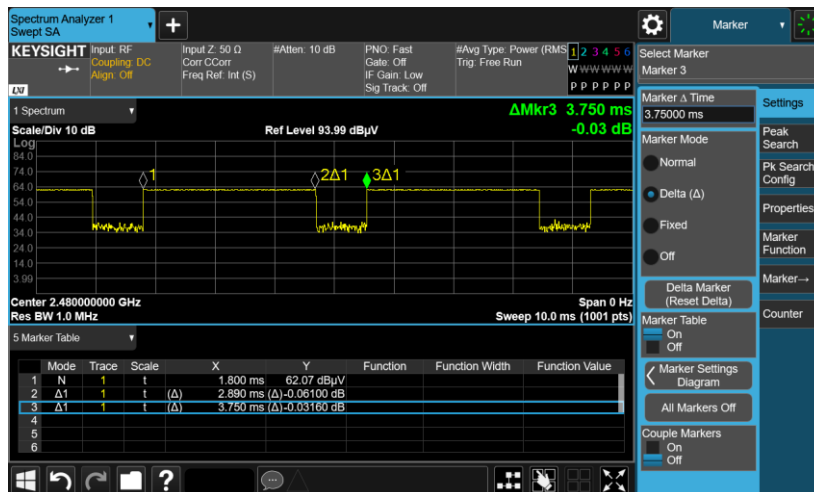 Spectrum Analyzer 1
Swept SA
+
Marker
KEYSIGHT Input: RF Input Z: 50 Ω #Atten: 10 dB PNO: Fast #Avg Type: Power (RMS 1 2 3 4 5 6
Coupling: DC Corr CCorr Gate: Off Trig: Free Run
Align: Off Freq Ref: Int (S) IF Gain: Low W W W W W W
Sig Track: Off P P P P P P
LXI
Select Marker
Marker 3
1 Spectrum
ΔMkr3 3.750 ms
Scale/Div 10 dB Ref Level 93.99 dBµV -0.03 dB
Log
84.0
74.0
64.0
54.0
44.0
34.0
24.0
14.0
3.99
1
2Δ1
3Δ1
Center 2.480000000 GHz Span 0 Hz
Res BW 1.0 MHz Sweep 10.0 ms (1001 pts)
5 Marker Table
Mode Trace Scale X Y Function Function Width Function Value
1 N 1 t 1.800 ms 62.07 dBµV
2 Δ1 1 t (Δ) 2.890 ms (Δ) -0.06100 dB
3 Δ1 1 t (Δ) 3.750 ms (Δ) -0.03160 dB
4
5
6
?
Marker Δ Time
3.75000 ms
Marker Mode
Normal
Delta (Δ)
Fixed
Off
Delta Marker
(Reset Delta)
Marker Table
On
Off
Marker Settings
Diagram
All Markers Off
Couple Markers
On
Off
Settings
Peak
Search
Pk Search
Config
Properties
Marker
Function
Marker→
Counter